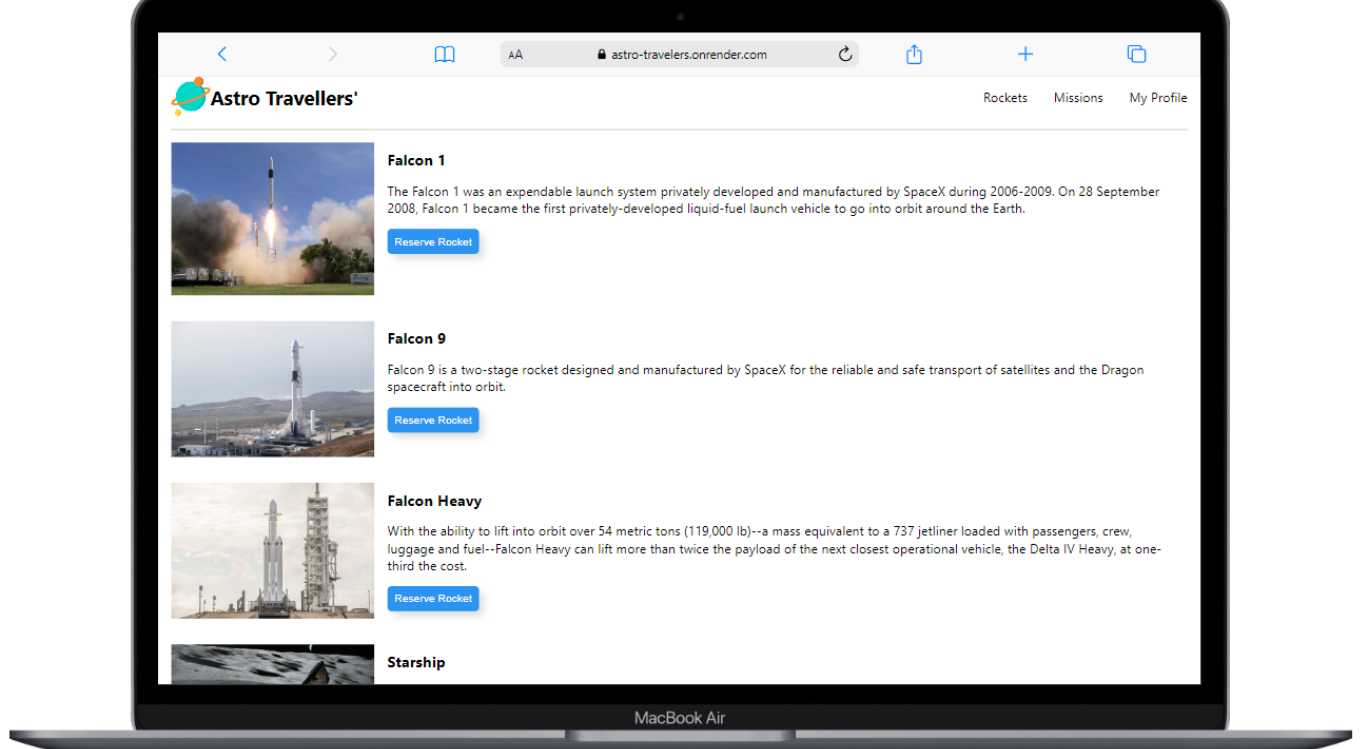 AA
astro-travelers.onrender.com
Astro Travellers'
Rockets
Missions
My Profile
Falcon 1
The Falcon 1 was an expendable launch system privately developed and manufactured by SpaceX during 2006-2009. On 28 September
2008, Falcon 1 became the first privately-developed liquid-fuel launch vehicle to go into orbit around the Earth.
Reserve Rocket
Falcon 9
Falcon 9 is a two-stage rocket designed and manufactured by SpaceX for the reliable and safe transport of satellites and the Dragon
spacecraft into orbit.
Reserve Rocket
Falcon Heavy
With the ability to lift into orbit over 54 metric tons (119,000 lb)--a mass equivalent to a 737 jetliner loaded with passengers, crew,
luggage and fuel--Falcon Heavy can lift more than twice the payload of the next closest operational vehicle, the Delta IV Heavy, at one-
third the cost.
Reserve Rocket
Starship
MacBook Air